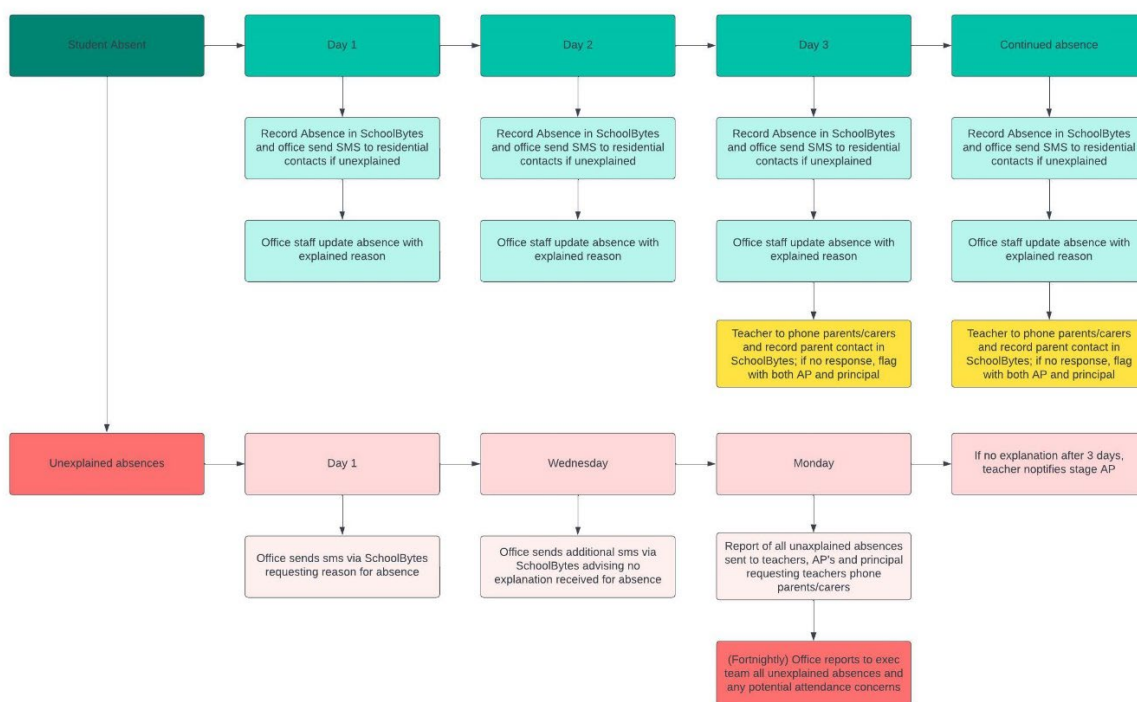 Student Absent
Day 1
Day 2
Day 3
Continued absence
Record Absence in SchoolBytes
and office send SMS to residential
contacts if unexplained
Record Absence in SchoolBytes
and office send SMS to residential
contacts if unexplained
Record Absence in SchoolBytes
and office send SMS to residential
contacts if unexplained
Record Absence in SchoolBytes
and office send SMS to residential
contacts if unexplained
Office staff update absence with
explained reason
Office staff update absence with
explained reason
Office staff update absence with
explained reason
Office staff update absence with
explained reason
Teacher to phone parents/carers
and record parent contact in
SchoolBytes; if no response, flag
with both AP and principal
Teacher to phone parents/carers
and record parent contact in
SchoolBytes; if no response, flag
with both AP and principal
Unexplained absences
Day 1
Wednesday
Monday
If no explanation after 3 days,
teacher noptifies stage AP
Office sends sms via SchoolBytes
requesting reason for absence
Office sends additional sms via
SchoolBytes advising no
explanation received for absence
Report of all unaxplained absences
sent to teachers, AP's and principal
requesting teachers phone
parents/carers
(Fortnightly) Office reports to exec
team all unexplained absences and
any potential attendance concerns